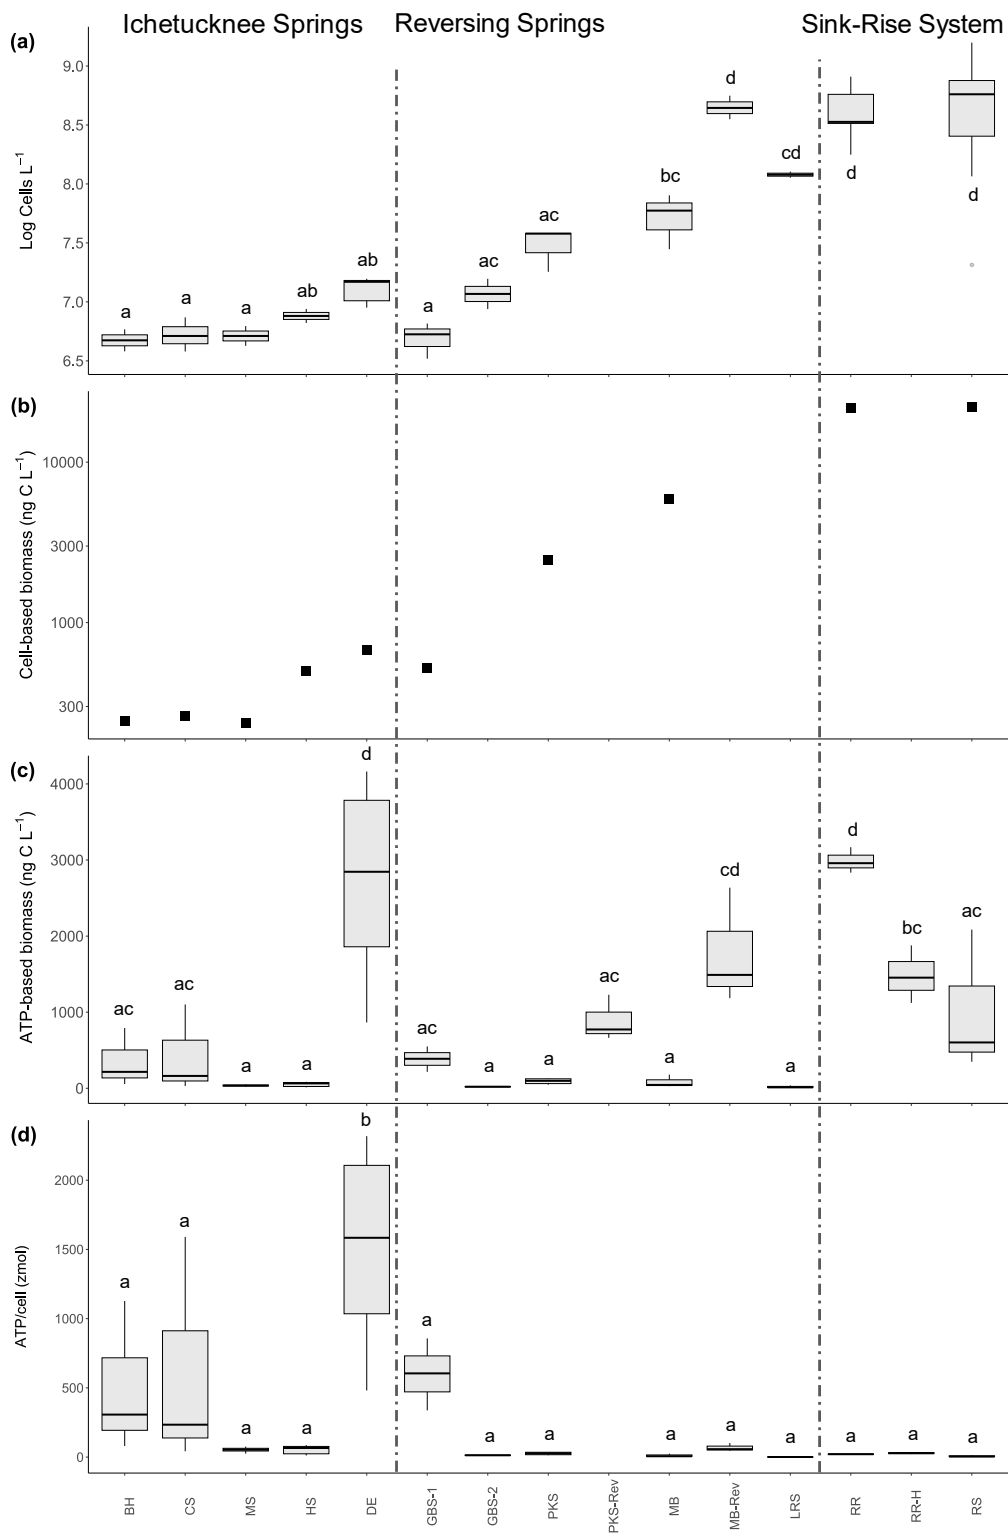 Ichetucknee Springs Reversing Springs Sink-Rise System
(a)
Log Cells L⁻¹
9.0
8.5
8.0
7.5
7.0
6.5
a a a ab ab a ac ac bc d cd d d
(b)
Cell-based biomass (ng C L⁻¹)
10000
3000
1000
300
(c)
ATP-based biomass (ng C L⁻¹)
4000
3000
2000
1000
0
ac ac a a d ac a a ac a cd a d bc ac
(d)
ATP/cell (zmol)
2000
1500
1000
500
0
a a a a b a a a a a a a a a
BH CS MS HS DE GBS-1 GBS-2 PKS PKS-Rev MB MB-Rev LRS RR RR-H RS